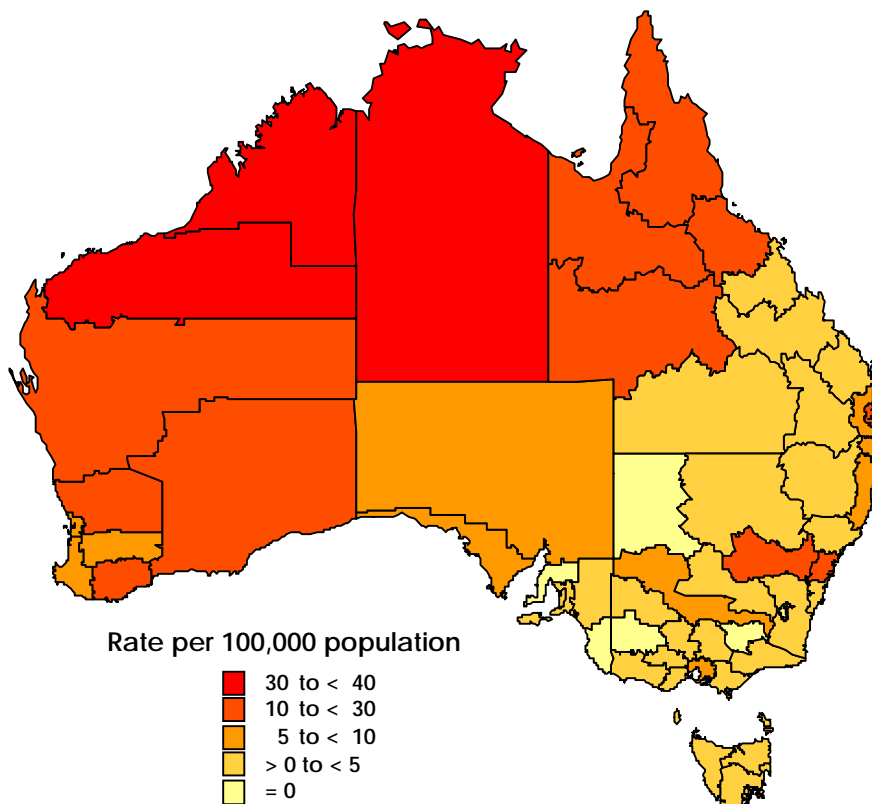 Rate per 100,000 population
30 to < 40
10 to < 30
5 to < 10
> 0 to < 5
= 0